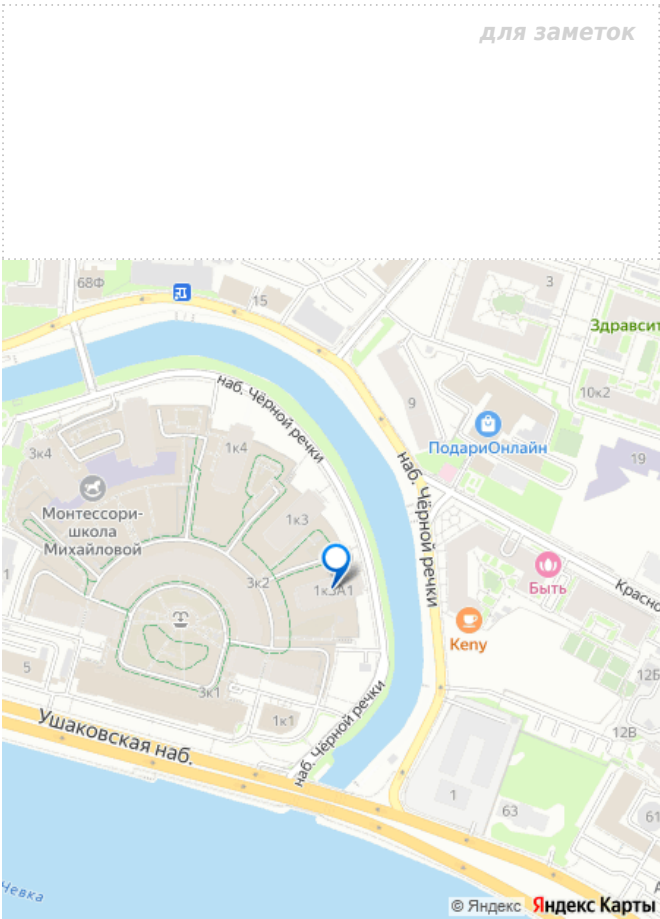 для заметок
68Ф
15
3
Здравсит
наб. Чёрной речки
10к2
9
ПодариОнлайн
3к4
1к4
19
наб. Чёрной речки
Монтессори-
школа
Михайловой
1к3
3к2
1к3А1
Быть
Красно
1
Keny
5
3к1
1к1
12Б
наб. Чёрной речки
12В
Ушаковская наб.
1
63
61
Невка
© Яндекс Яндекс Карты